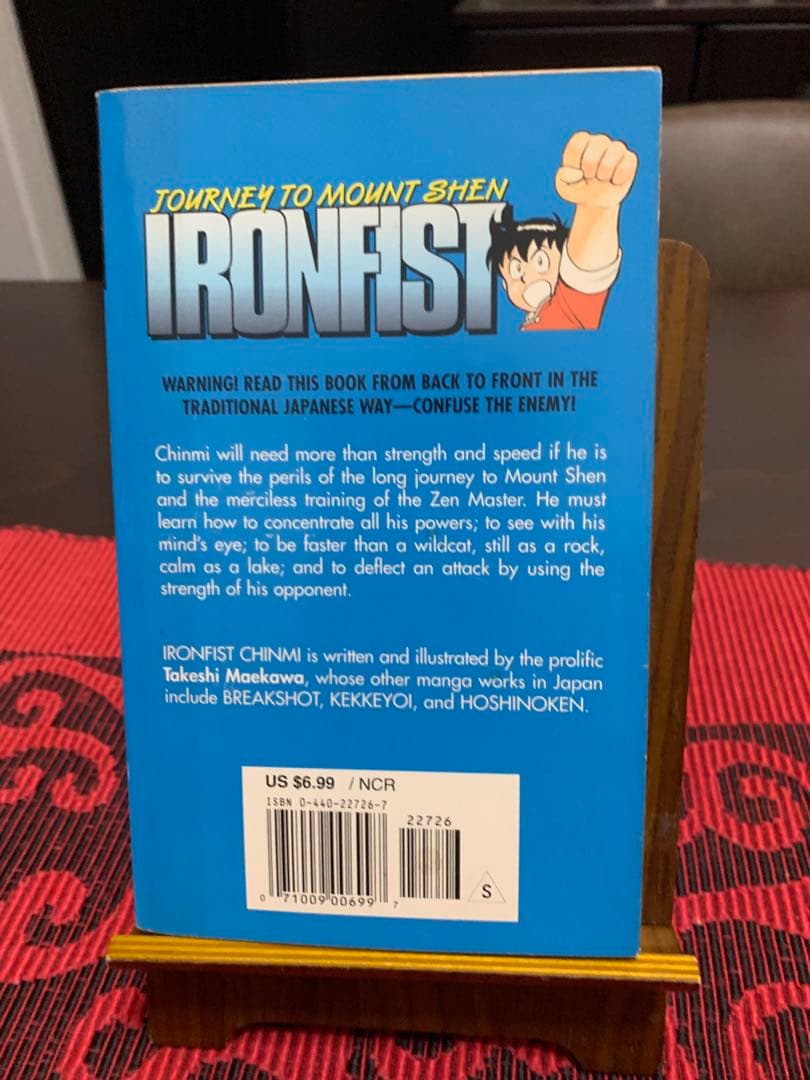 JOURNEY TO MOUNT SHEN
IRONFIST
WARNING! READ THIS BOOK FROM BACK TO FRONT IN THE
TRADITIONAL JAPANESE WAY—CONFUSE THE ENEMY!
Chinmi will need more than strength and speed if he is
to survive the perils of the long journey to Mount Shen
and the merciless training of the Zen Master. He must
learn how to concentrate all his powers; to see with his
mind's eye; to be faster than a wildcat, still as a rock,
calm as a lake; and to deflect an attack by using the
strength of his opponent.
IRONFIST CHINMI is written and illustrated by the prolific
Takeshi Maekawa, whose other manga works in Japan
include BREAKSHOT, KEKKEYOI, and HOSHINOKEN.
US $6.99 / NCR
ISBN 0-440-22726-7
22726
S
0 71009 00699 7